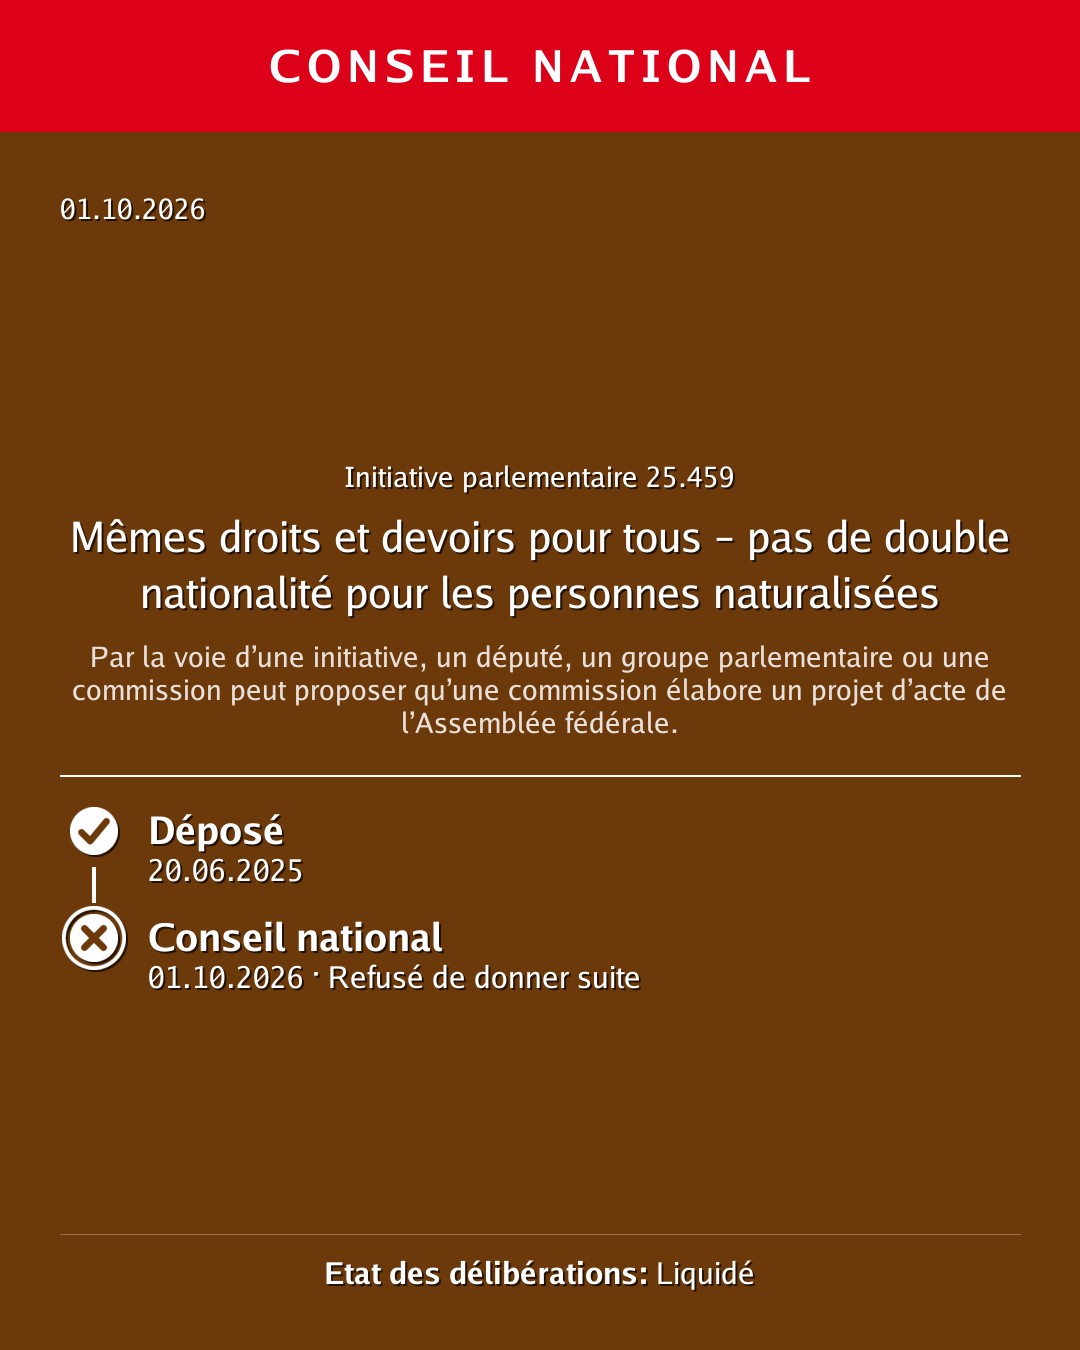 CONSEIL NATIONAL
01.10.2026
Initiative parlementaire 25.459
Mêmes droits et devoirs pour tous – pas de double
nationalité pour les personnes naturalisées
Par la voie d’une initiative, un député, un groupe parlementaire ou une
commission peut proposer qu’une commission élabore un projet d’acte de
l’Assemblée fédérale.
Déposé
20.06.2025
Conseil national
01.10.2026 · Refusé de donner suite
Etat des délibérations: Liquidé